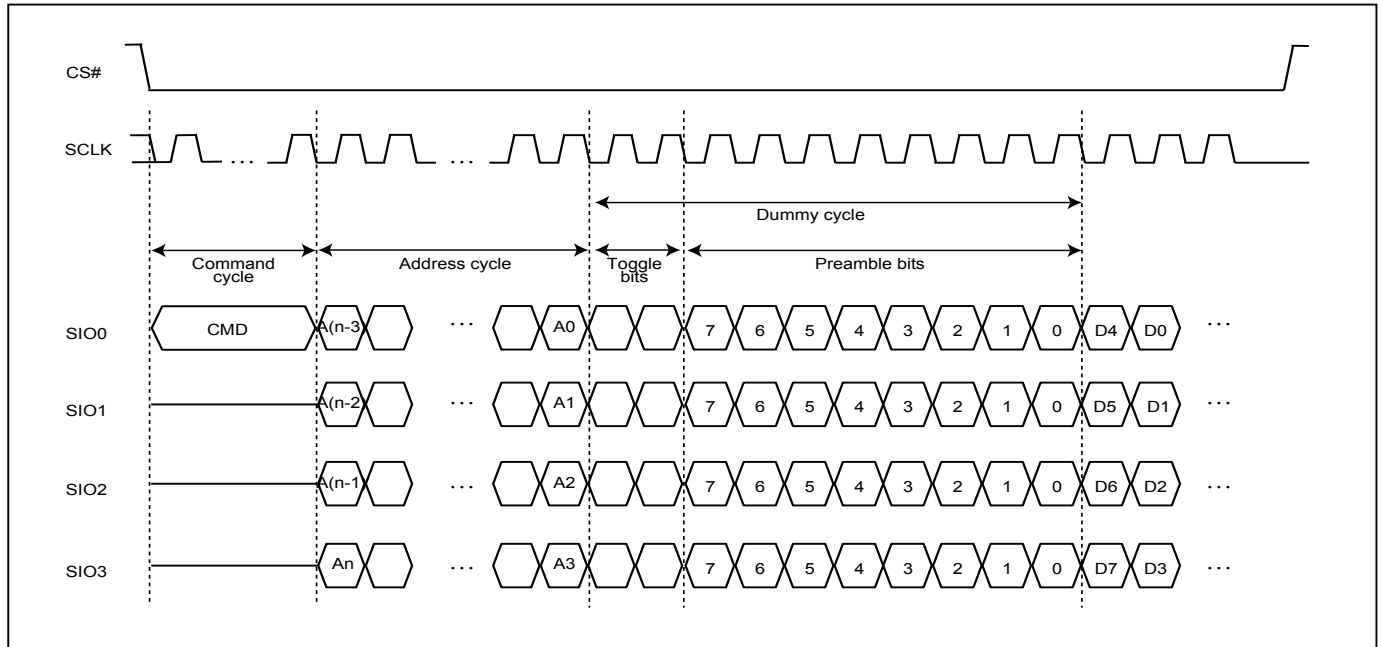 CS#
SCLK ... ...
Dummy cycle
Command
cycle
Address cycle
Toggle
bits
Preamble bits
SIO0 CMD A(n-3) ... A0 7 6 5 4 3 2 1 0 D4 D0 ...
SIO1 A(n-2) ... A1 7 6 5 4 3 2 1 0 D5 D1 ...
SIO2 A(n-1 ... A2 7 6 5 4 3 2 1 0 D6 D2 ...
SIO3 An ... A3 7 6 5 4 3 2 1 0 D7 D3 ...